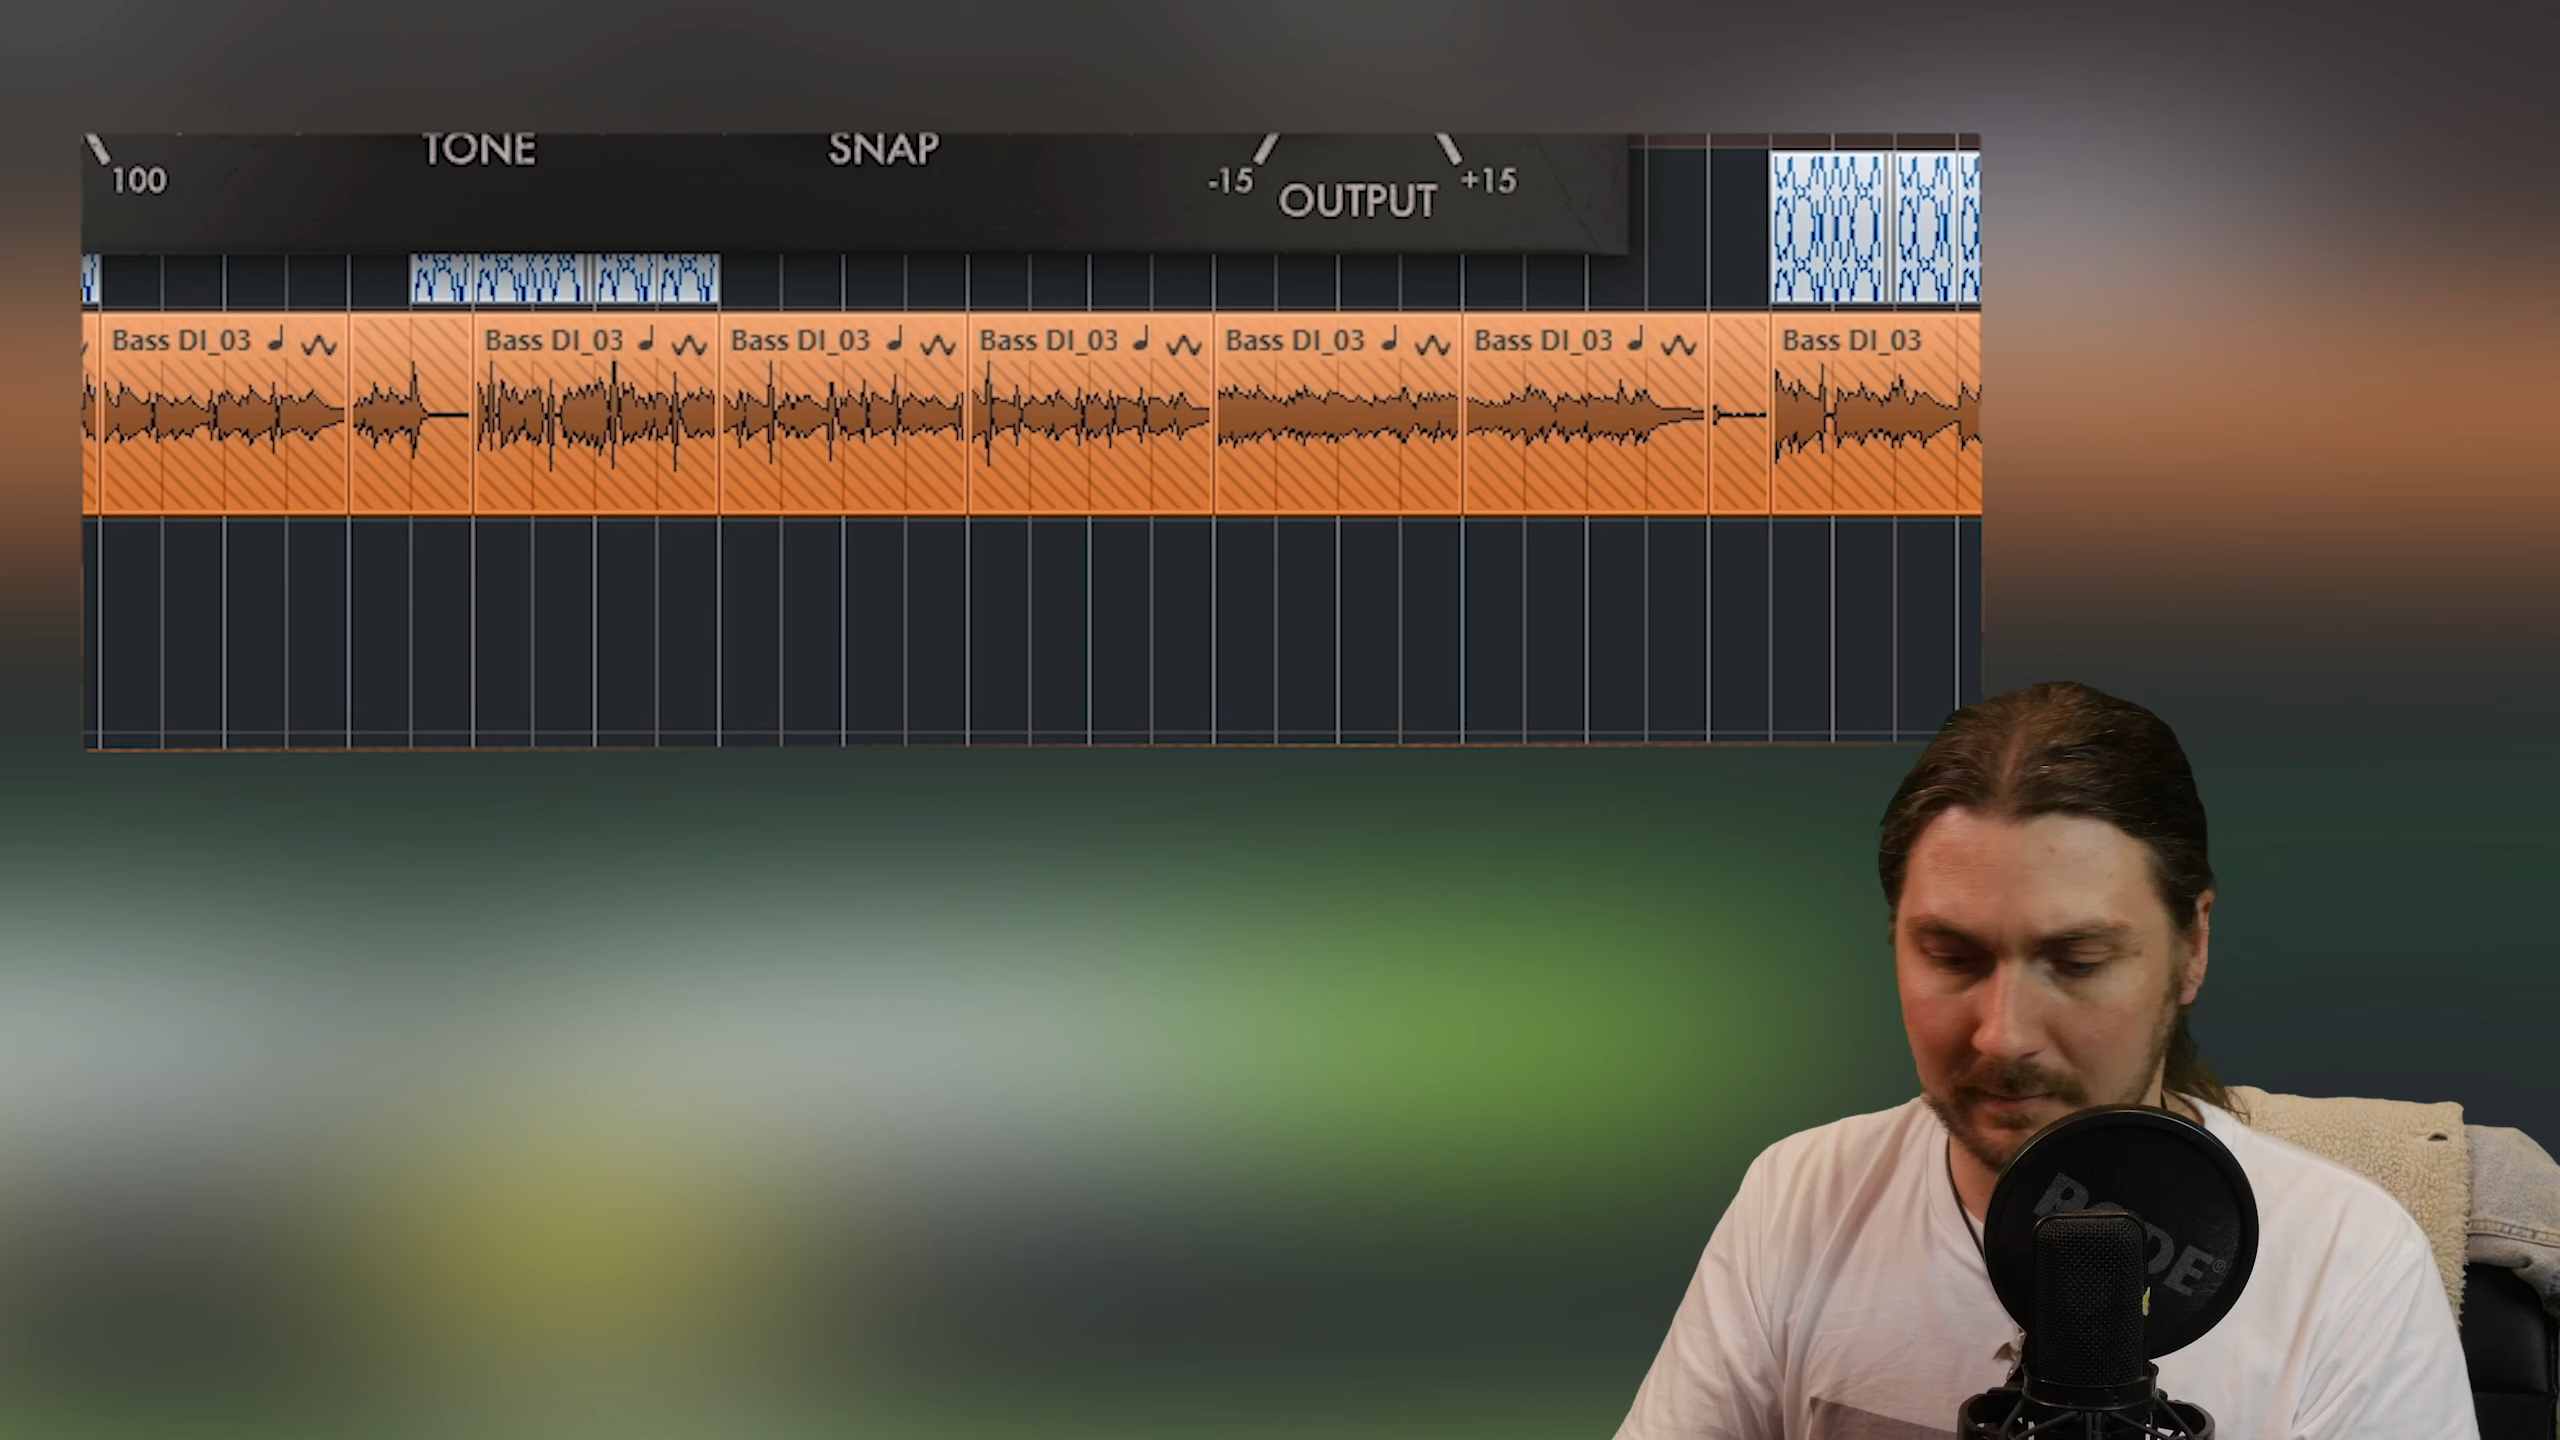 TONE SNAP
100 -15 OUTPUT +15
Bass DI_03 Bass DI_03 Bass DI_03 Bass DI_03 Bass DI_03 Bass DI_03 Bass DI_03
RODE®